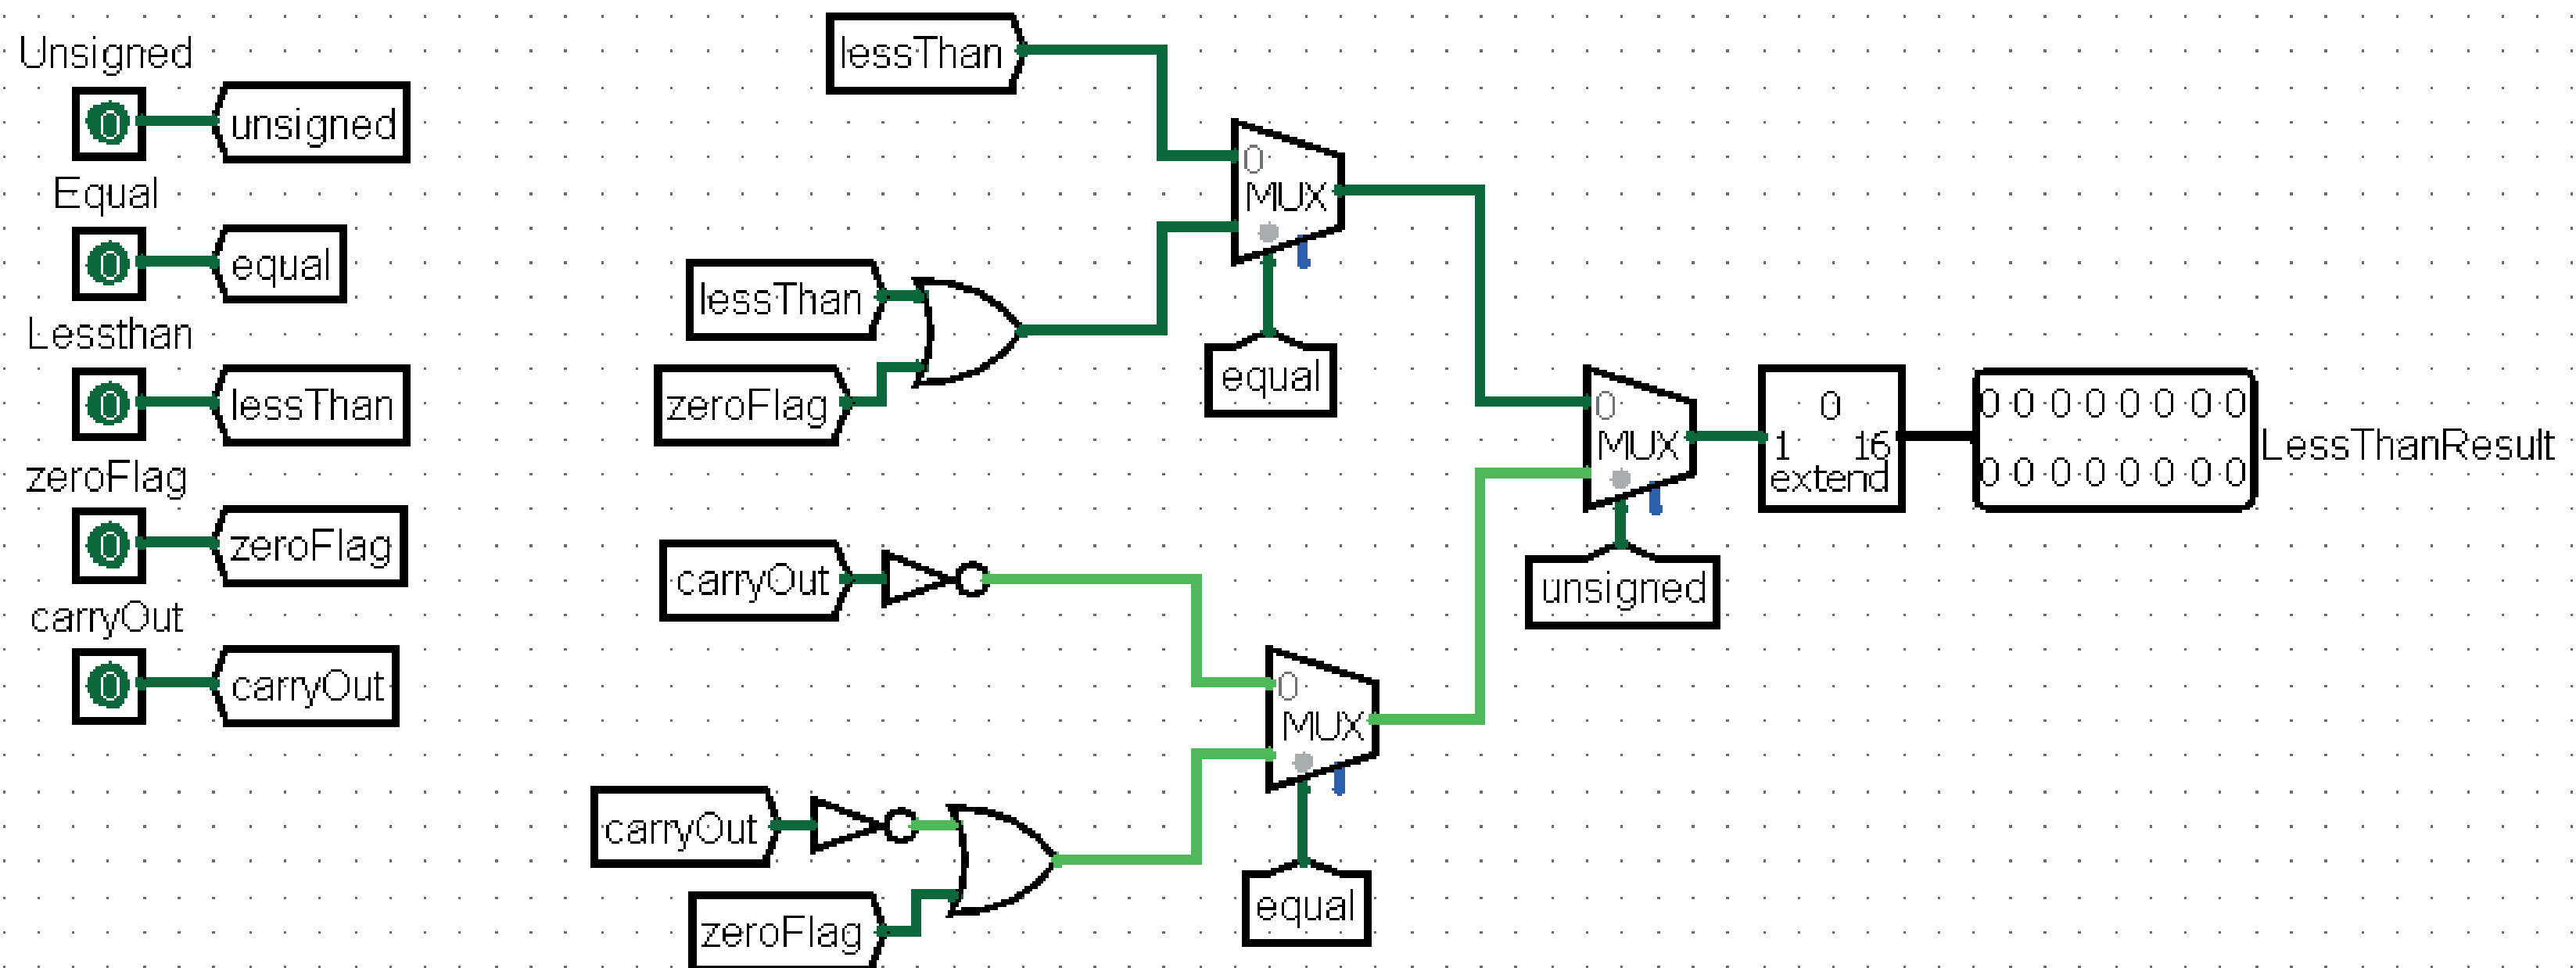 Unsigned
0
unsigned
Equal
0
equal
Lessthan
0
lessThan
zeroFlag
0
zeroFlag
carryOut
0
carryOut
lessThan
0
MUX
lessThan
zeroFlag
equal
carryOut
0
MUX
carryOut
zeroFlag
equal
0
MUX
unsigned
0
1 16
extend
0 0 0 0 0 0 0 0
0 0 0 0 0 0 0 0
LessThanResult